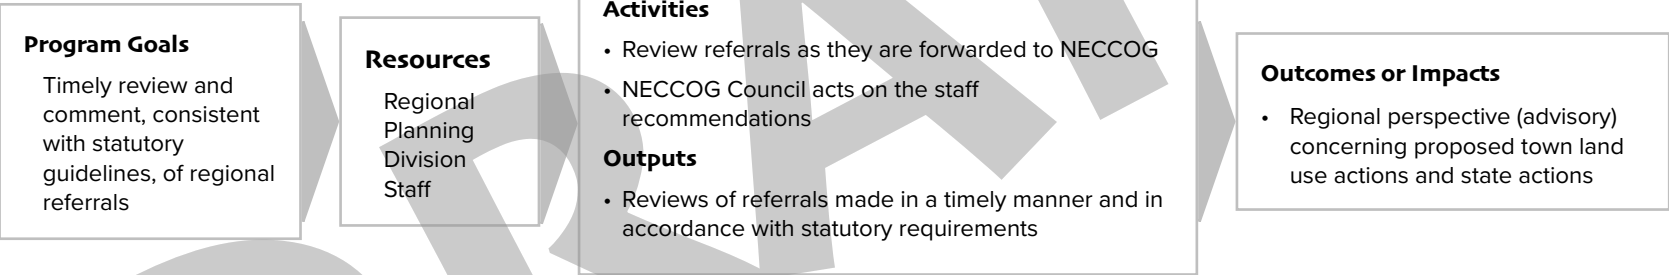 Program Goals
Timely review and
comment, consistent
with statutory
guidelines, of regional
referrals
Resources
Regional
Planning
Division
Staff
Activities
• Review referrals as they are forwarded to NECCOG
• NECCOG Council acts on the staff
recommendations
Outputs
• Reviews of referrals made in a timely manner and in
accordance with statutory requirements
Outcomes or Impacts
• Regional perspective (advisory)
concerning proposed town land
use actions and state actions